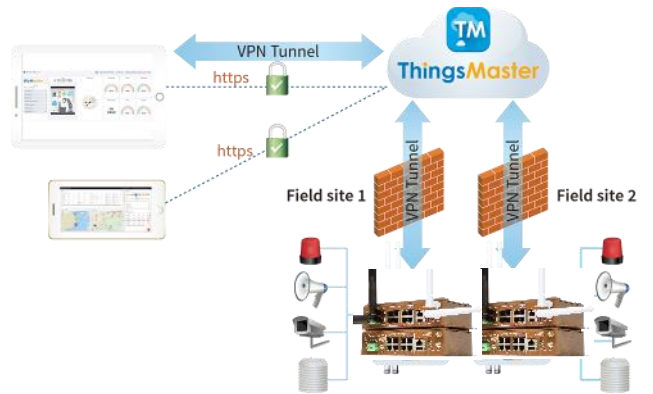 TM
VPN Tunnel
ThingsMaster
https
https
VPN Tunnel
VPN Tunnel
Field site 1
Field site 2